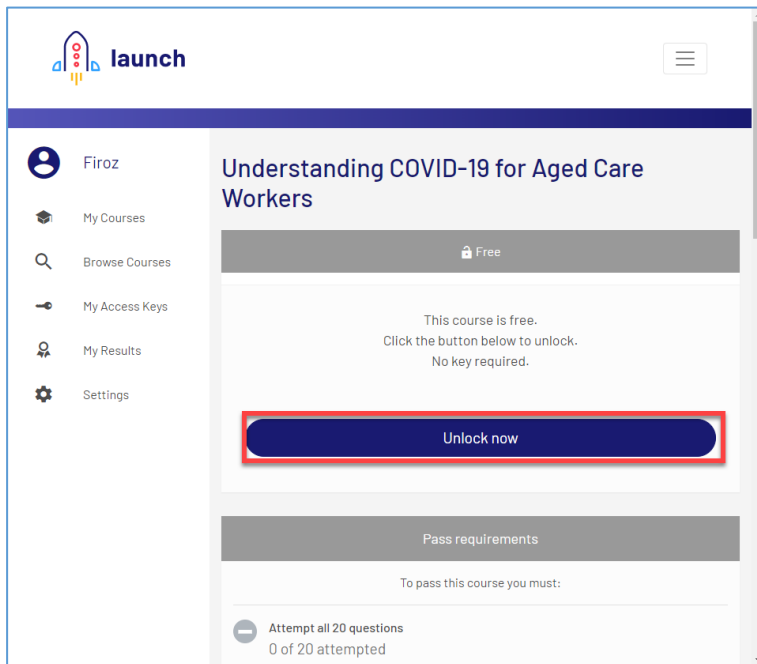 launch
Firoz
My Courses
Browse Courses
My Access Keys
My Results
Settings
Understanding COVID-19 for Aged Care
Workers
Free
This course is free.
Click the button below to unlock.
No key required.
Unlock now
Pass requirements
To pass this course you must:
Attempt all 20 questions
0 of 20 attempted